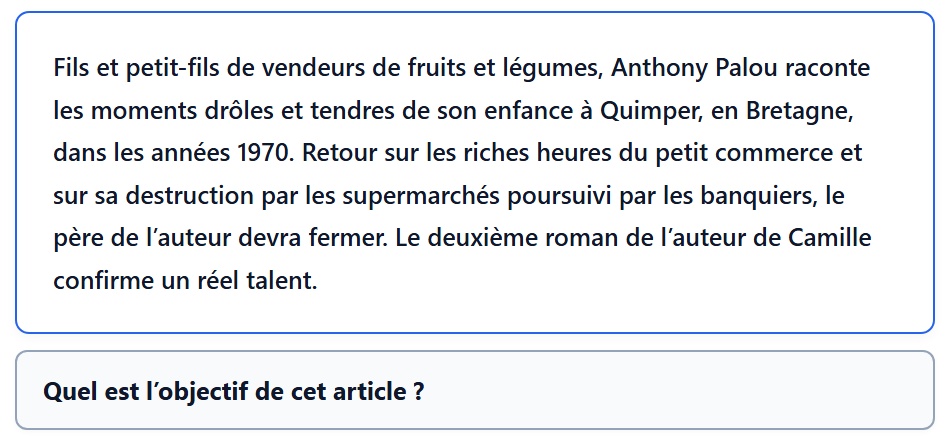 Fils et petit-fils de vendeurs de fruits et légumes, Anthony Palou raconte
les moments drôles et tendres de son enfance à Quimper, en Bretagne,
dans les années 1970. Retour sur les riches heures du petit commerce et
sur sa destruction par les supermarchés poursuivi par les banquiers, le
père de l’auteur devra fermer. Le deuxième roman de l’auteur de Camille
confirme un réel talent.
Quel est l’objectif de cet article ?